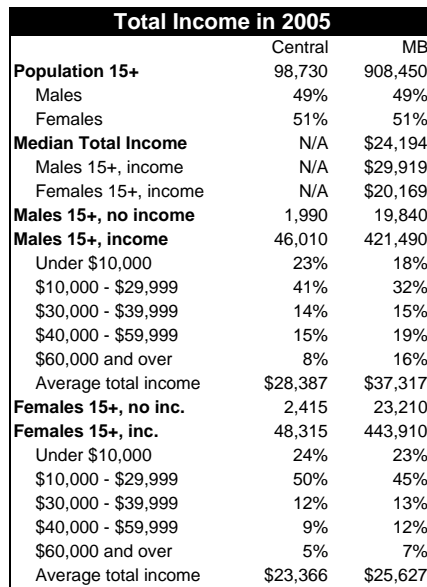 Total Income in 2005
Central MB
Population 15+ 98,730 908,450
Males 49% 49%
Females 51% 51%
Median Total Income N/A $24,194
Males 15+, income N/A $29,919
Females 15+, income N/A $20,169
Males 15+, no income 1,990 19,840
Males 15+, income 46,010 421,490
Under $10,000 23% 18%
$10,000 - $29,999 41% 32%
$30,000 - $39,999 14% 15%
$40,000 - $59,999 15% 19%
$60,000 and over 8% 16%
Average total income $28,387 $37,317
Females 15+, no inc. 2,415 23,210
Females 15+, inc. 48,315 443,910
Under $10,000 24% 23%
$10,000 - $29,999 50% 45%
$30,000 - $39,999 12% 13%
$40,000 - $59,999 9% 12%
$60,000 and over 5% 7%
Average total income $23,366 $25,627